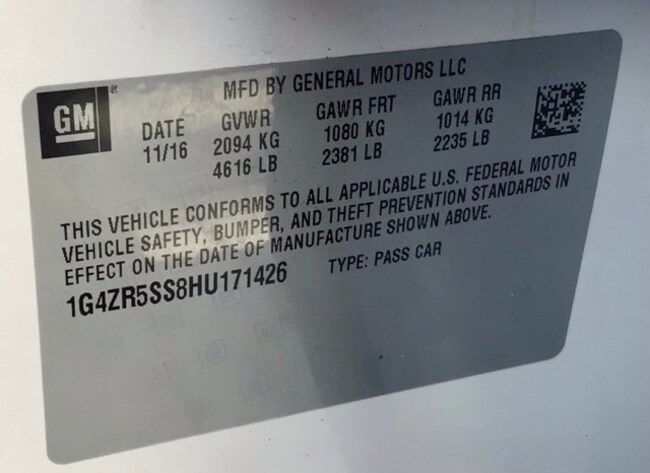 GM ®
MFD BY GENERAL MOTORS LLC
DATE GVWR GAWR FRT GAWR RR
11/16 2094 KG 1080 KG 1014 KG
4616 LB 2381 LB 2235 LB
THIS VEHICLE CONFORMS TO ALL APPLICABLE U.S. FEDERAL MOTOR
VEHICLE SAFETY, BUMPER, AND THEFT PREVENTION STANDARDS IN
EFFECT ON THE DATE OF MANUFACTURE SHOWN ABOVE.
1G4ZR5SS8HU171426 TYPE: PASS CAR